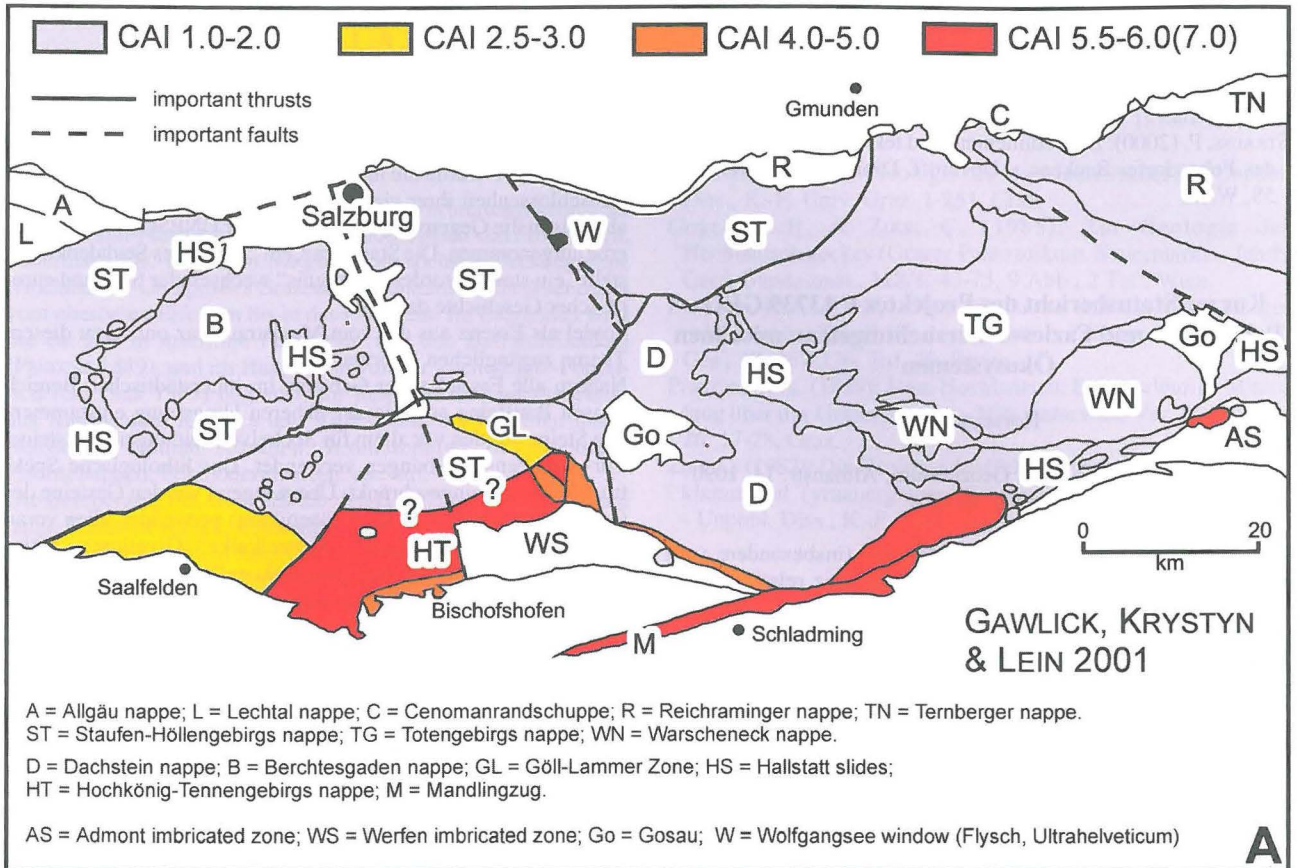 CAI 1.0-2.0 CAI 2.5-3.0 CAI 4.0-5.0 CAI 5.5-6.0(7.0)
important thrusts
important faults
Gmunden
C
TN
R
R
A
Salzburg
L
HS
W
ST
ST
ST
B
HS
TG
Go
HS
D
HS
WN
HS
ST
GL
Go
WN
AS
ST
?
HS
D
?
0 20
km
HT
WS
Saalfelden
Bischofshofen
M
Schladming
GAWLICK, KRYSTYN
& LEIN 2001
A = Allgäu nappe; L = Lechtal nappe; C = Cenomanrandschuppe; R = Reichraminger nappe; TN = Ternberger nappe.
ST = Staufen-Höllengebirgs nappe; TG = Totengebirgs nappe; WN = Warscheneck nappe.
D = Dachstein nappe; B = Berchtesgaden nappe; GL = Göll-Lammer Zone; HS = Hallstatt slides;
HT = Hochkönig-Tennengebirgs nappe; M = Mandlingzug.
AS = Admont imbricated zone; WS = Werfen imbricated zone; Go = Gosau; W = Wolfgangsee window (Flysch, Ultrahelveticum)
A